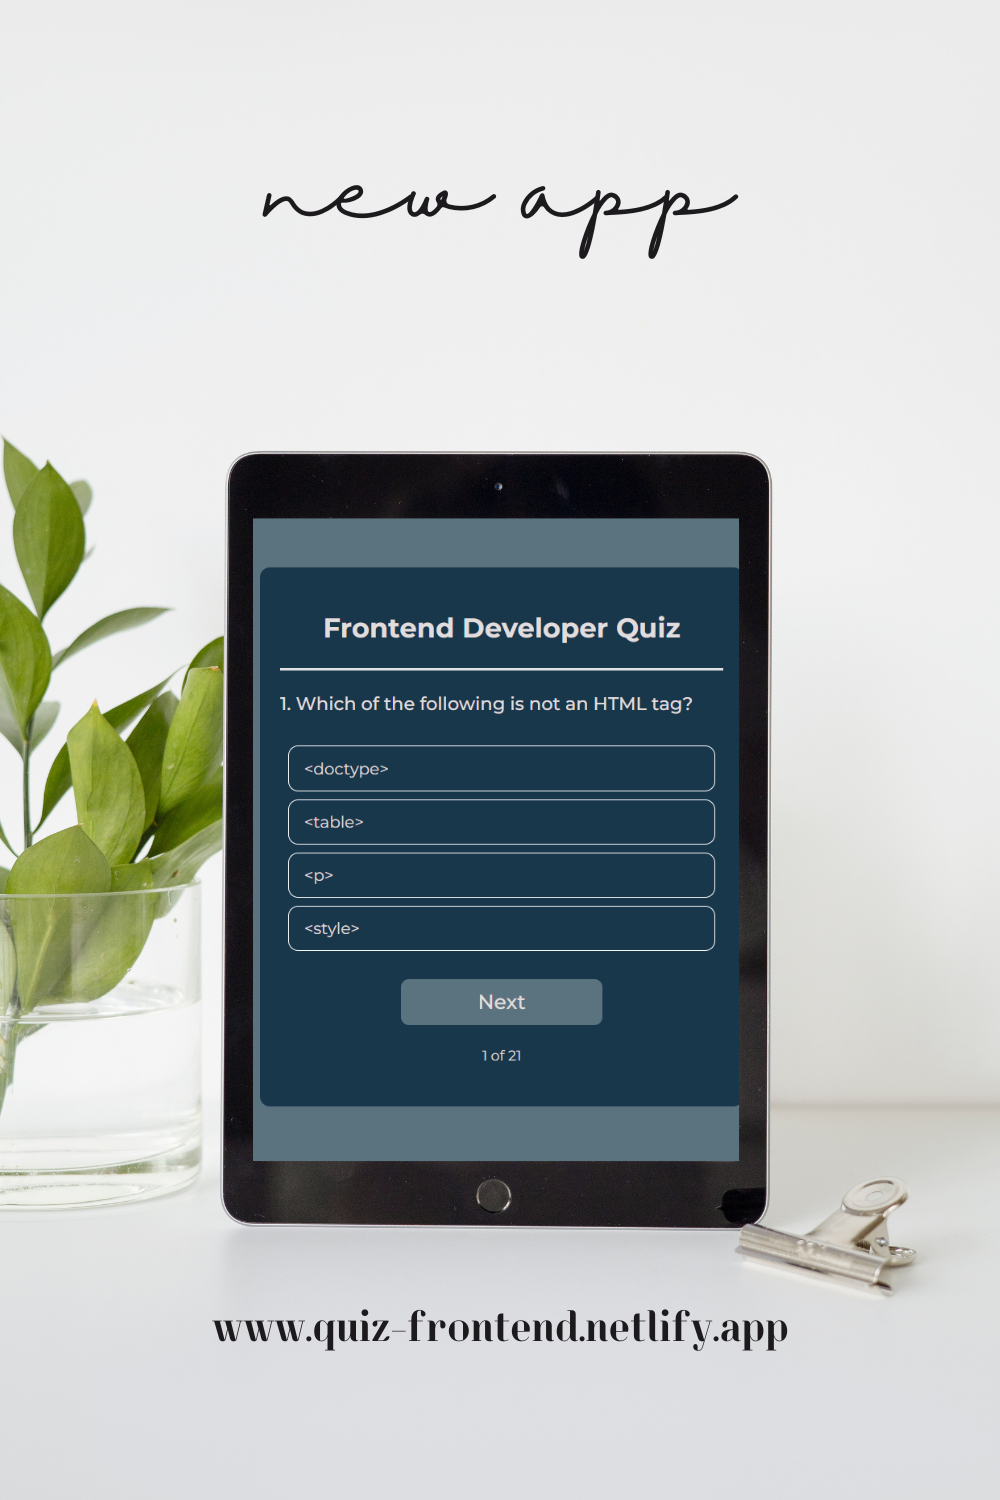 new app
Frontend Developer Quiz
1. Which of the following is not an HTML tag?
<doctype>
<table>
<p>
<style>
Next
1 of 21
www.quiz-frontend.netlify.app